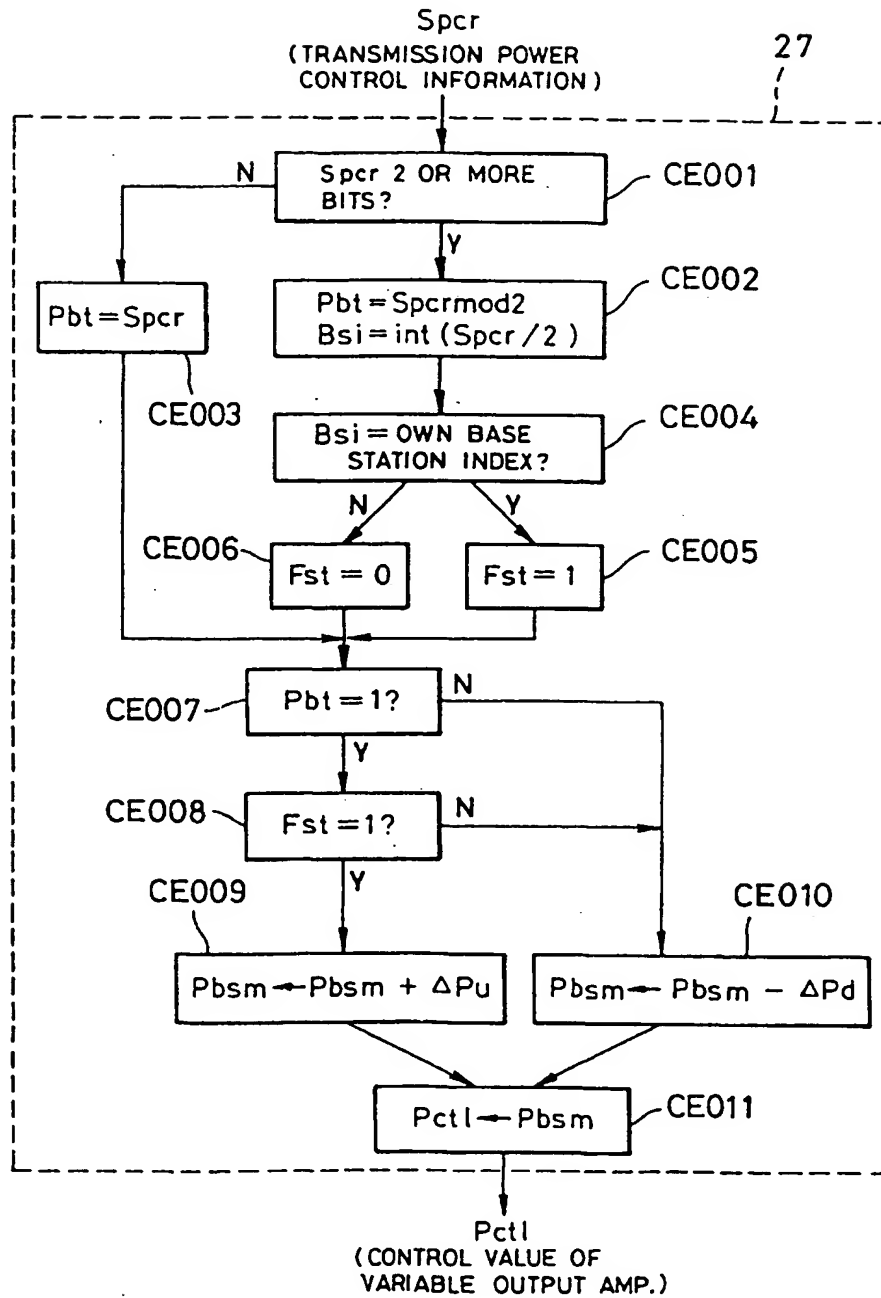 Spcr
(TRANSMISSION POWER
CONTROL INFORMATION)
27
N
Spcr 2 OR MORE
BITS?
CE001
Y
Pbt=Spcr
CE003
Pbt=Spcrmod2
Bsi=int(Spcr/2)
CE002
Bsi=OWN BASE
STATION INDEX?
CE004
N
Y
CE006
Fst=0
Fst=1
CE005
CE007
Pbt=1?
N
Y
CE008
Fst=1?
N
Y
CE009
Pbsm←Pbsm + ΔPu
CE010
Pbsm← Pbsm − ΔPd
Pctl←Pbsm
CE011
Pctl
(CONTROL VALUE OF
VARIABLE OUTPUT AMP.)